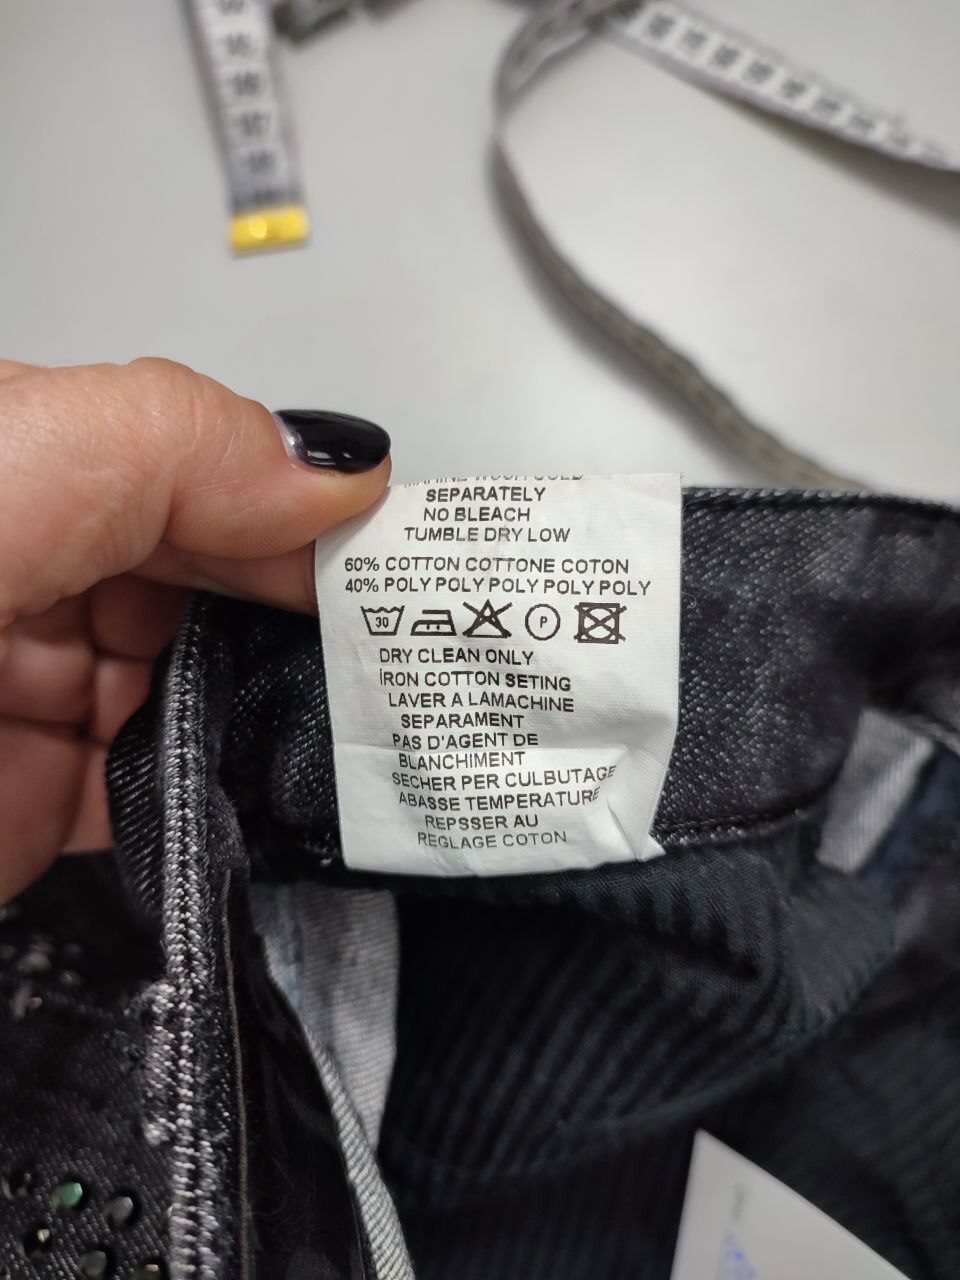 SEPARATELY
NO BLEACH
TUMBLE DRY LOW
60% COTTON COTTONE COTON
40% POLY POLY POLY POLY POLY
30 P
DRY CLEAN ONLY
İRON COTTON SETING
LAVER A LAMACHINE
SEPARAMENT
PAS D'AGENT DE
BLANCHIMENT
SECHER PER CULBUTAGE
ABASSE TEMPERATURE
REPSSER AU
REGLAGE COTON